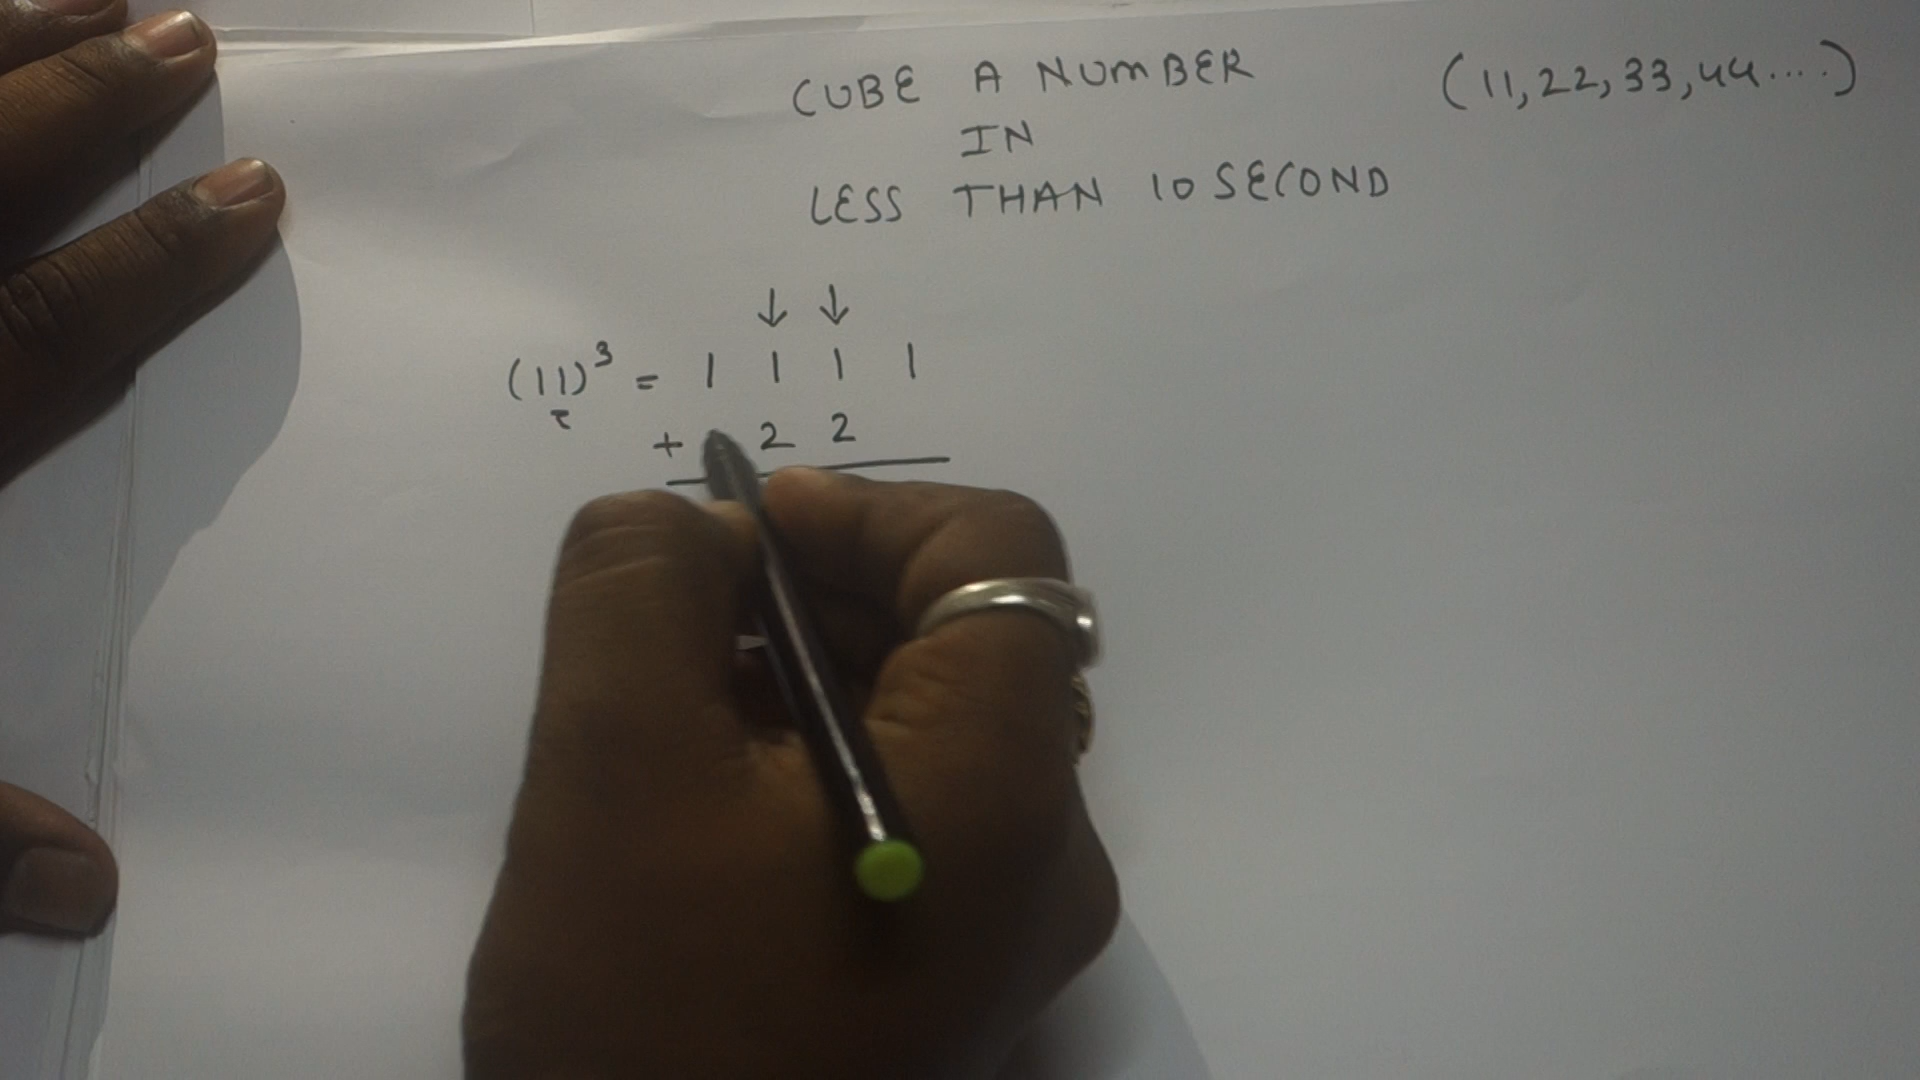 CUBE A NUMBER (11,22,33,44....)
IN
LESS THAN 10 SECOND
↓ ↓
(11)³ = 1 1 1 1
+ 2 2